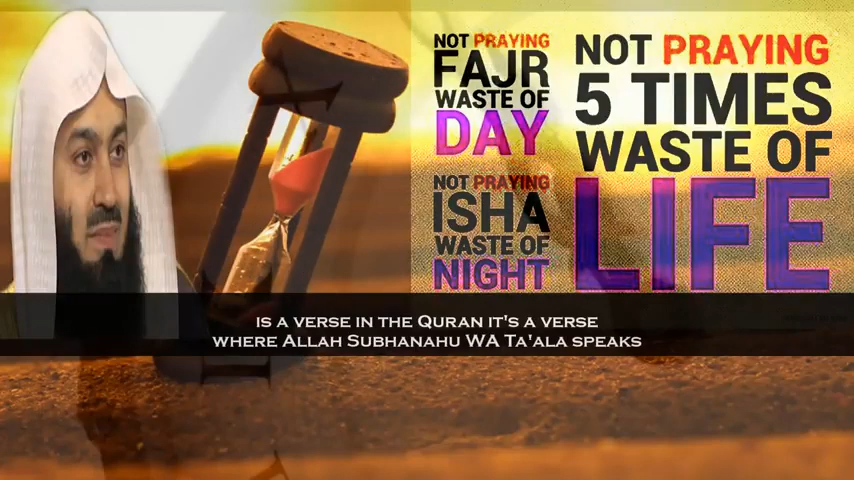 NOT PRAYING
FAJR
WASTE OF
DAY
NOT PRAYING
ISHA
WASTE OF
NIGHT
NOT PRAYING
5 TIMES
WASTE OF
LIFE
IS A VERSE IN THE QURAN IT'S A VERSE
WHERE ALLAH SUBHANAHU WA TA'ALA SPEAKS